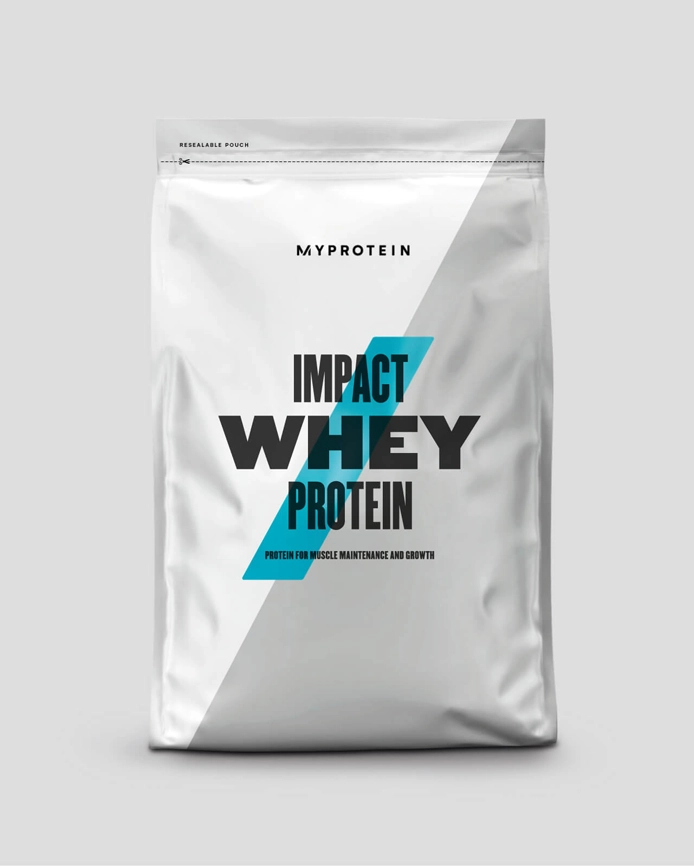 RESEALABLE POUCH
MYPROTEIN
IMPACT
WHEY
PROTEIN
PROTEIN FOR MUSCLE MAINTENANCE AND GROWTH